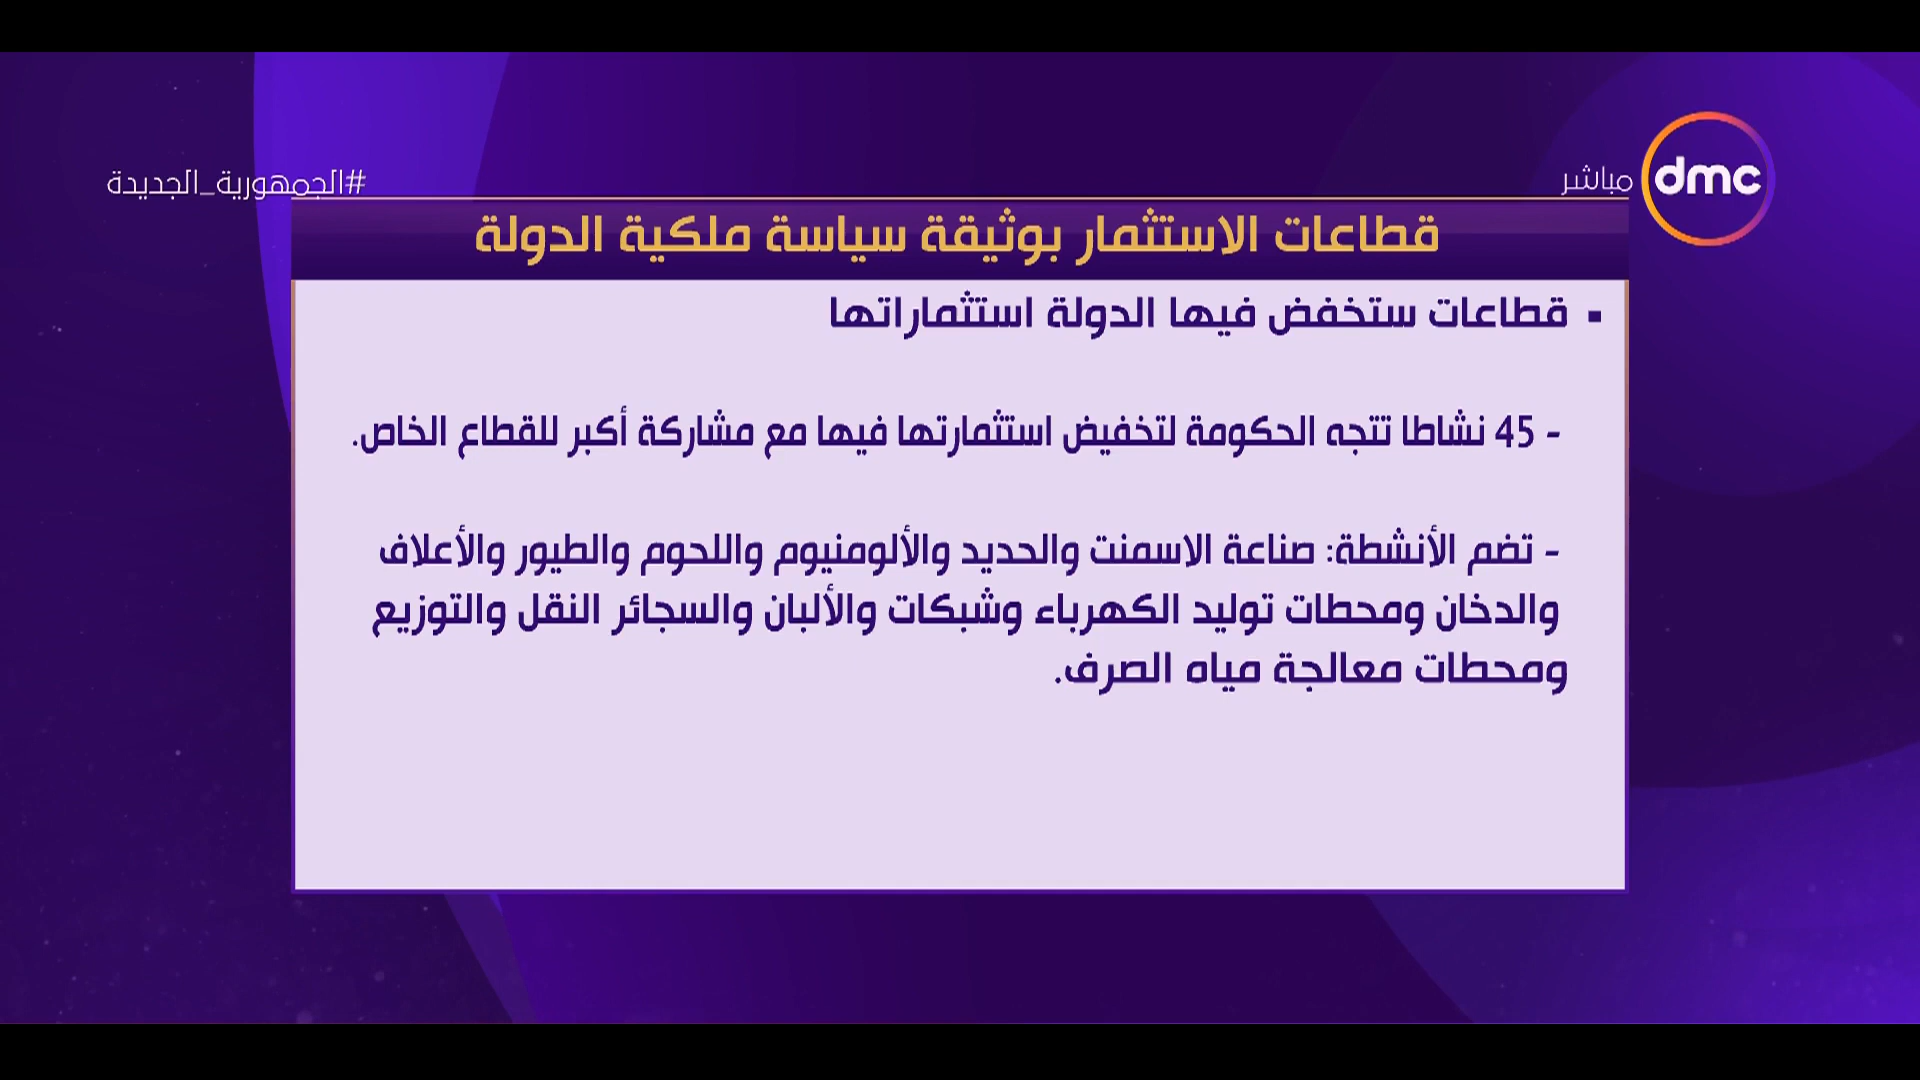 dmc
مباشر
#الجمهورية_الجديدة
قطاعات الاستثمار بوثيقة سياسة ملكية الدولة
▪ قطاعات ستخفض فيها الدولة استثماراتها
- 45 نشاطا تتجه الحكومة لتخفيض استثمارتها فيها مع مشاركة أكبر للقطاع الخاص.
- تضم الأنشطة: صناعة الاسمنت والحديد والألومنيوم واللحوم والطيور والأعلاف
والدخان ومحطات توليد الكهرباء وشبكات والألبان والسجائر النقل والتوزيع
ومحطات معالجة مياه الصرف.